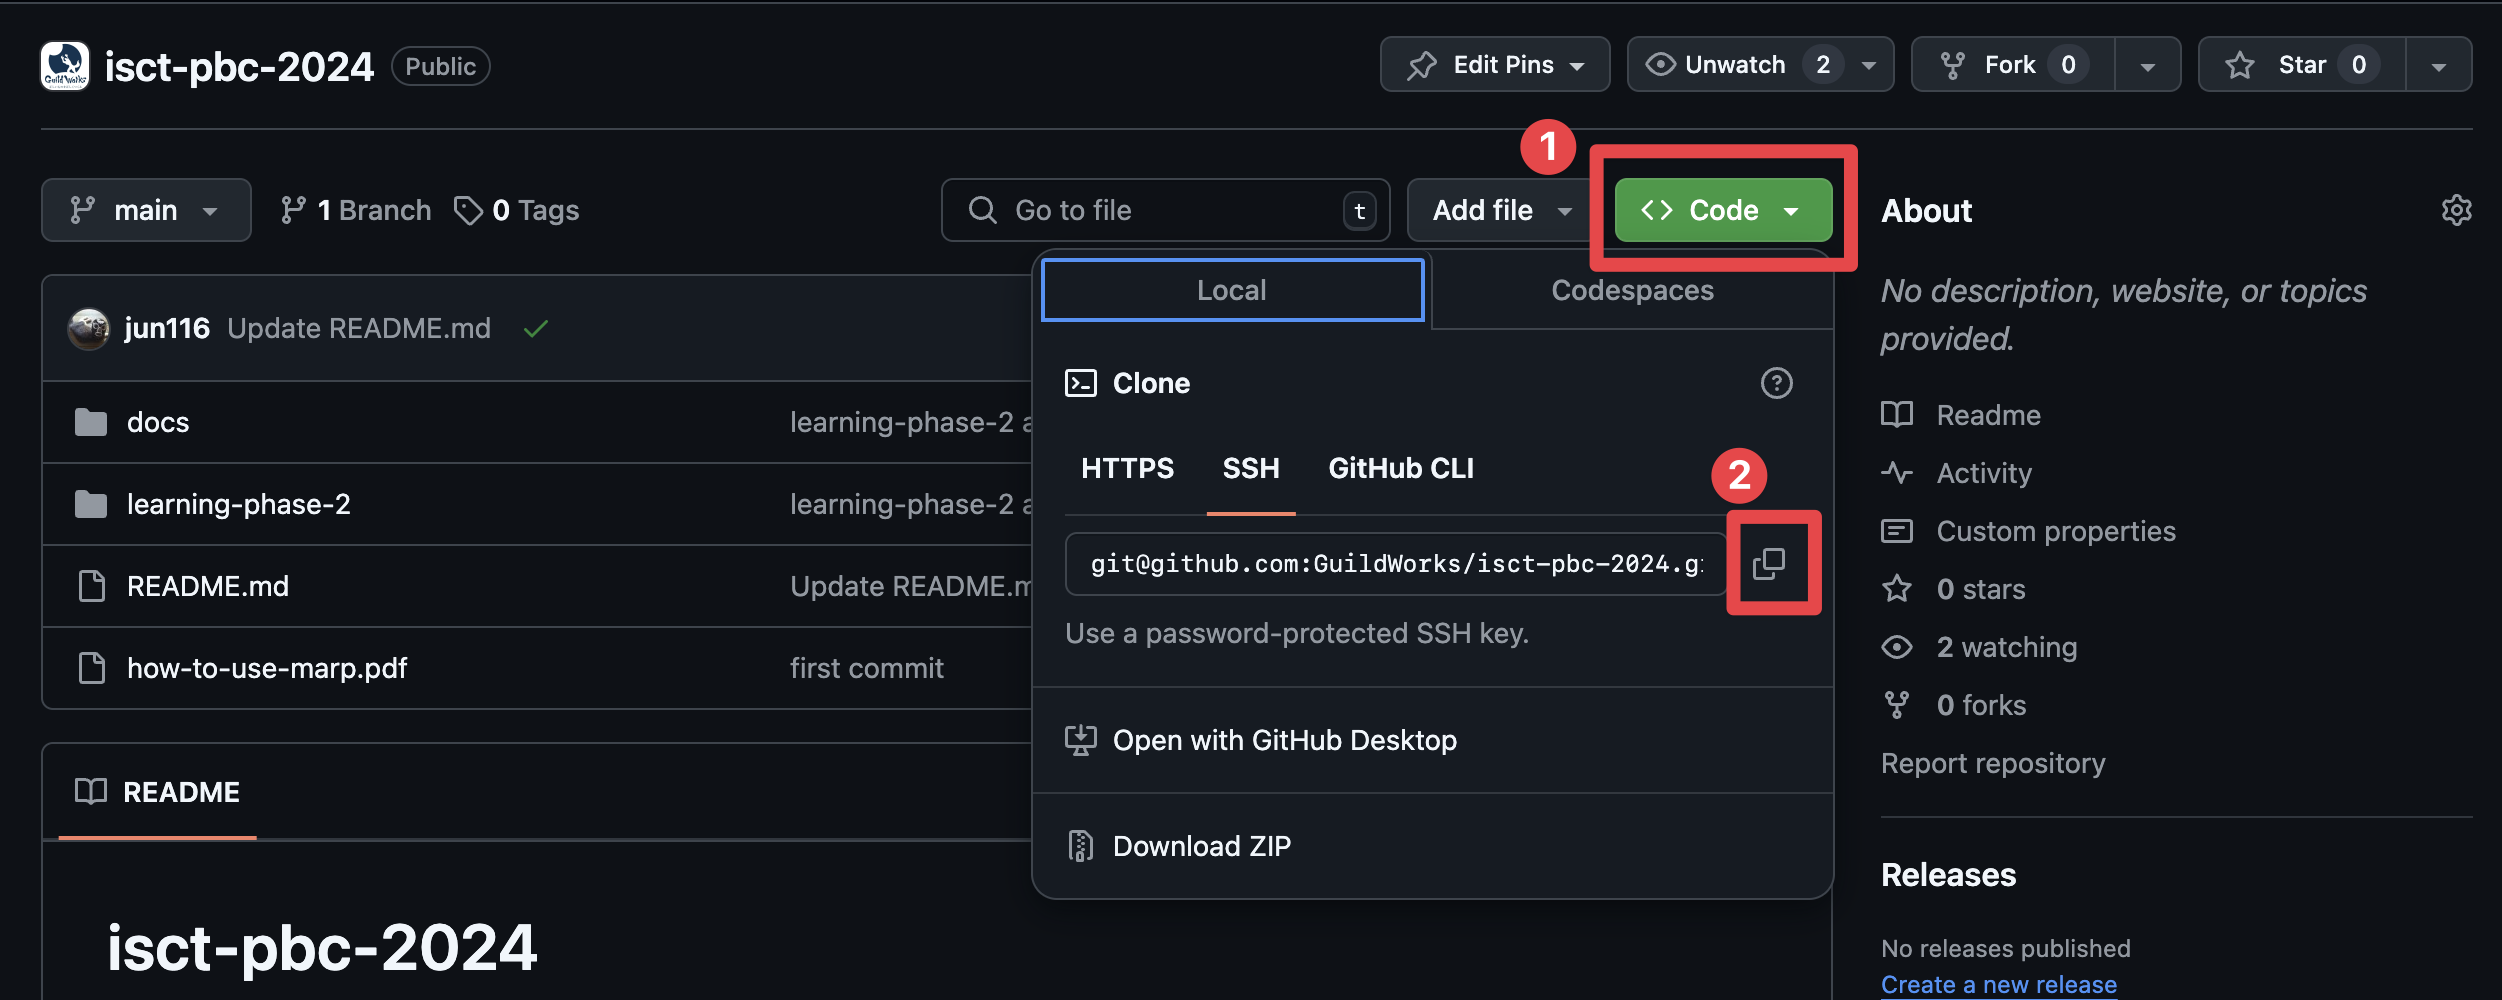 isct-pbc-2024 Public
Edit Pins
Unwatch 2
Fork 0
Star 0
1
main
1 Branch
0 Tags
Go to file t
Add file
Code
jun116 Update README.md
docs learning-phase-2
learning-phase-2 learning-phase-2
README.md Update README.m
how-to-use-marp.pdf first commit
README
isct-pbc-2024
Local
Codespaces
Clone
HTTPS SSH GitHub CLI
2
git@github.com:GuildWorks/isct-pbc-2024.g
Use a password-protected SSH key.
Open with GitHub Desktop
Download ZIP
About
No description, website, or topics
provided.
Readme
Activity
Custom properties
0 stars
2 watching
0 forks
Report repository
Releases
No releases published
Create a new release